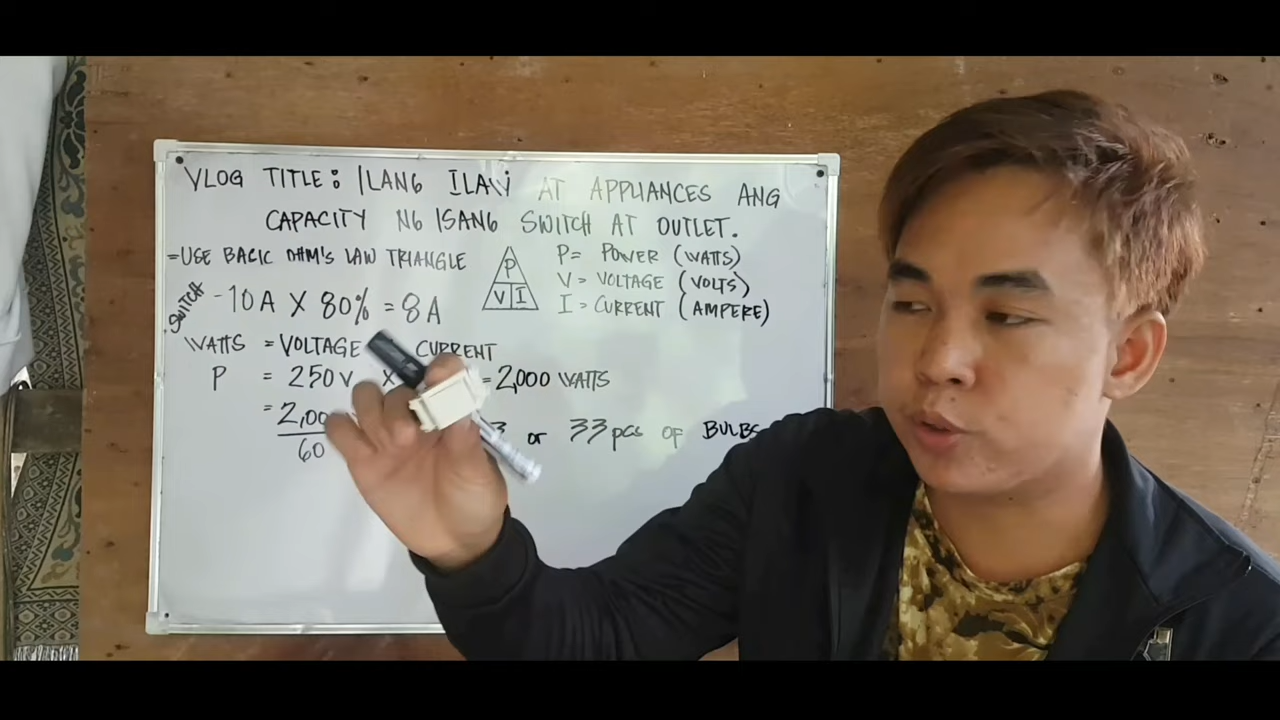 VLOG TITLE: ILANG ILAW AT APPLIANCES ANG
CAPACITY NG ISANG SWITCH AT OUTLET.
=USE BASIC OHM'S LAW TRIANGLE
P
V I
P= POWER (WATTS)
V = VOLTAGE (VOLTS)
I = CURRENT (AMPERE)
SWITCH
-10A X 80% = 8A
WATTS = VOLTAGE CURRENT
P = 250V X = 2,000 WATTS
= 2,00
60
3 or 33pcs of BULBS